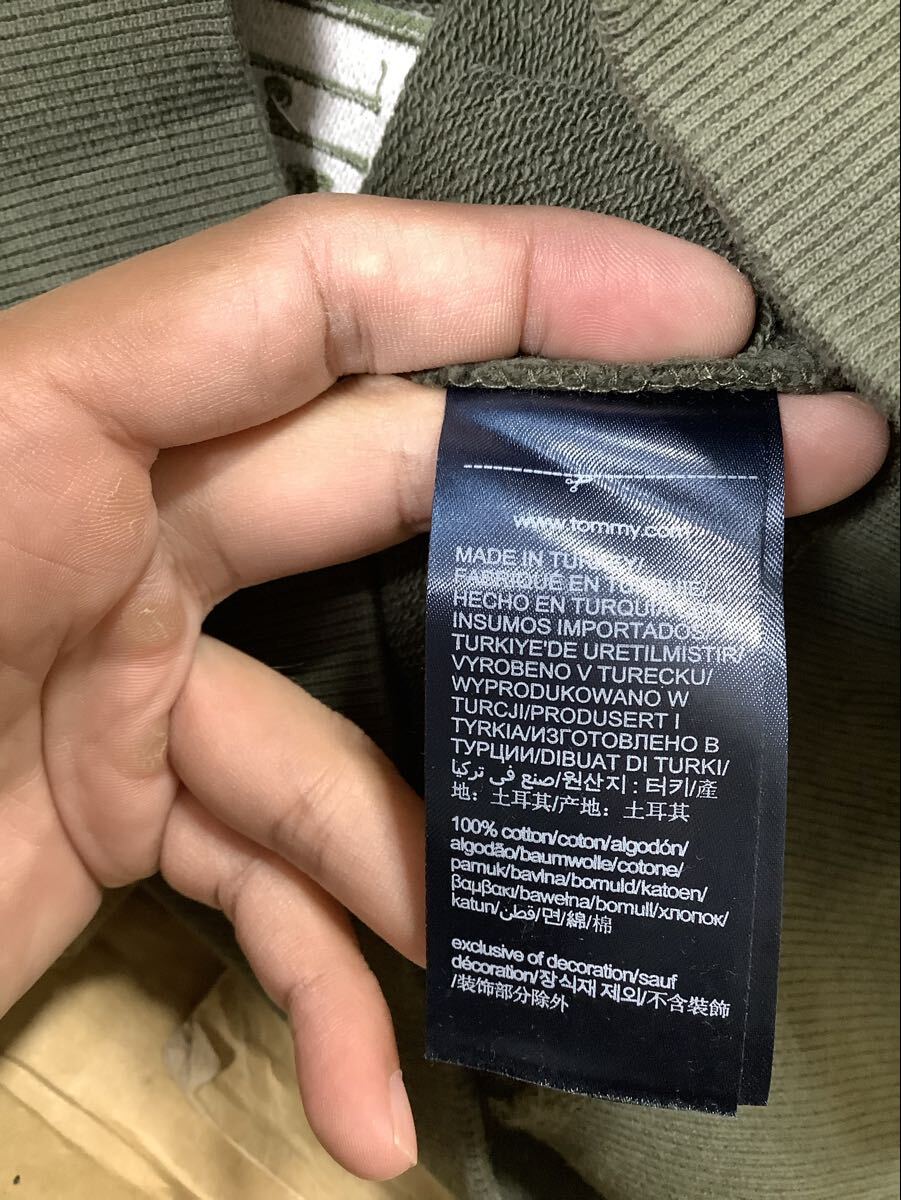 www.tommy.com
MADE IN TURKEY/
FABRIQUÉ EN TURQUIE/
HECHO EN TURQUIA
INSUMOS IMPORTADOS/
TURKIYE'DE URETILMISTIR/
VYROBENO V TURECKU/
WYPRODUKOWANO W
TURCJI/PRODUSERT I
TYRKIA/ИЗГОТОВЛЕНО В
ТУРЦИИ/DIBUAT DI TURKI/
صنع في تركيا/원산지 : 터키/產
地：土耳其/产地：土耳其
100% cotton/coton/algodón/
algodão/baumwolle/cotone/
pamuk/bavlna/bomuld/katoen/
βαμβακι/bawełna/bomull/хлопок/
katun/قطن/면/綿/棉
exclusive of decoration/sauf
décoration/장식재 제외/不含裝飾
/装饰部分除外